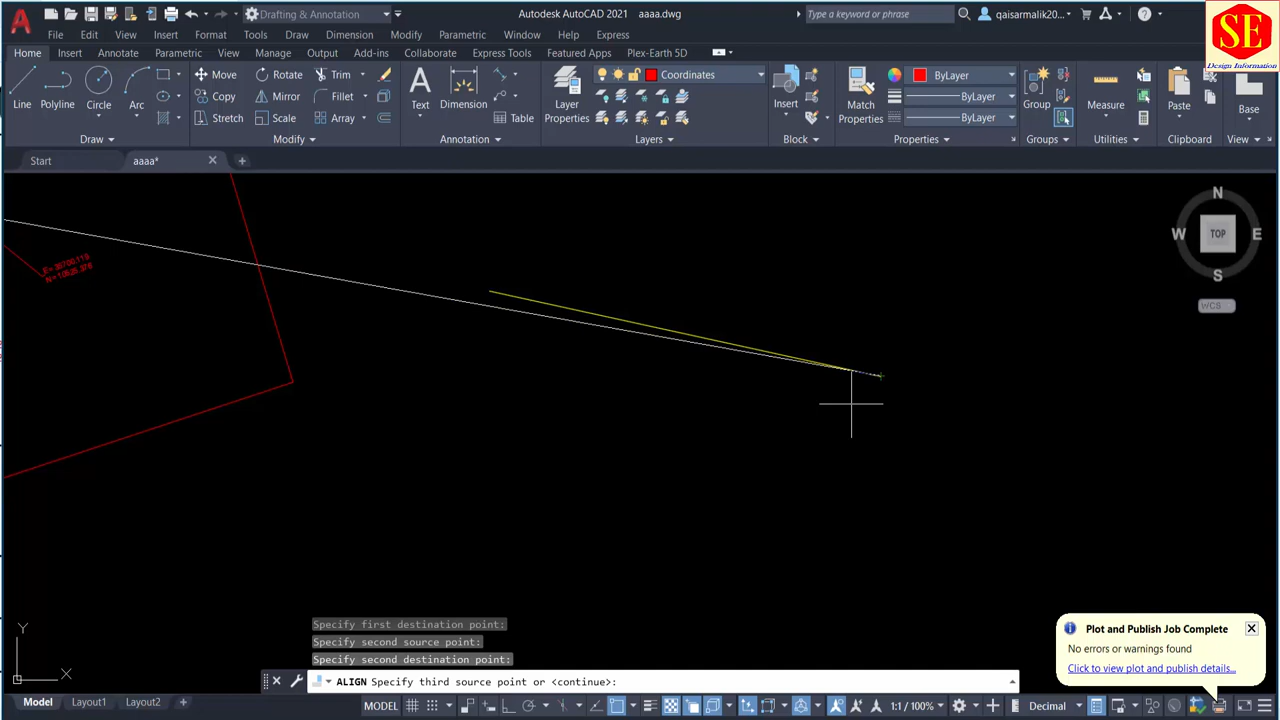 Autodesk AutoCAD 2021 aaaa.dwg
Drafting & Annotation
Type a keyword or phrase
qaisarmalik20...
SE
Design Information
File Edit View Insert Format Tools Draw Dimension Modify Parametric Window Help Express
Home Insert Annotate Parametric View Manage Output Add-ins Collaborate Express Tools Featured Apps Plex-Earth 5D
Line Polyline Circle Arc
Move Rotate Trim
Copy Mirror Fillet
Stretch Scale Array
Text Dimension Table
Layer Properties
Coordinates
Insert
Match Properties
ByLayer
ByLayer
ByLayer
Group
Measure
Paste
Base
Draw Modify Annotation Layers Block Properties Groups Utilities Clipboard View
Start aaaa*
N
W TOP E
S
WCS
Specify first destination point:
Specify second source point:
Specify second destination point:
ALIGN Specify third source point or <continue>:
Y
X
Plot and Publish Job Complete
No errors or warnings found
Click to view plot and publish details...
Model Layout1 Layout2
MODEL
1:1 / 100%
Decimal